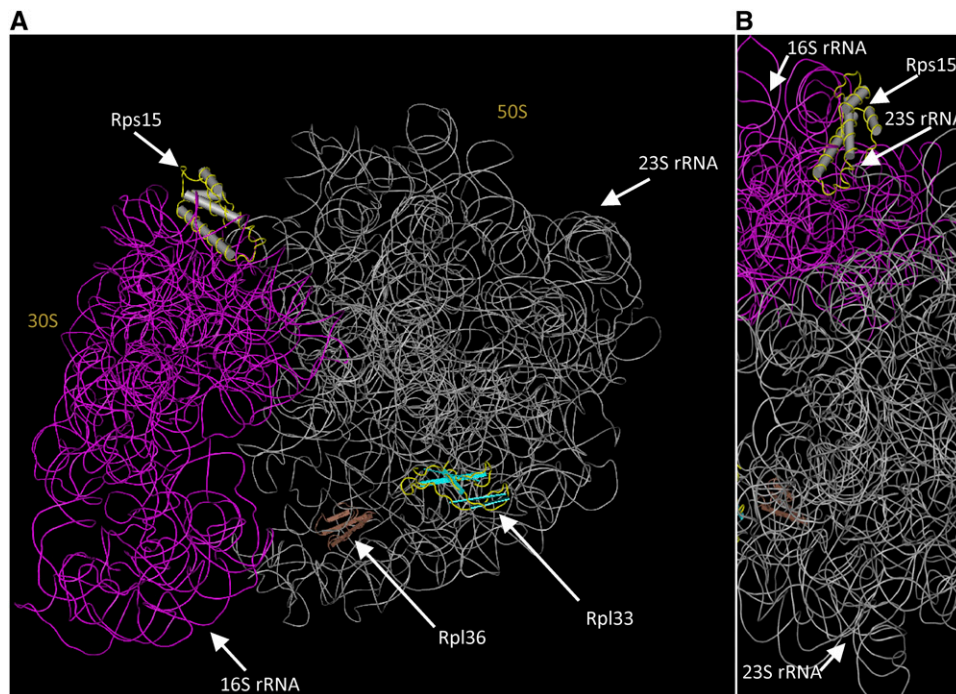 A
50S
Rps15
23S rRNA
30S
Rpl36
Rpl33
16S rRNA
B
16S rRNA
Rps15
23S rRNA
23S rRNA